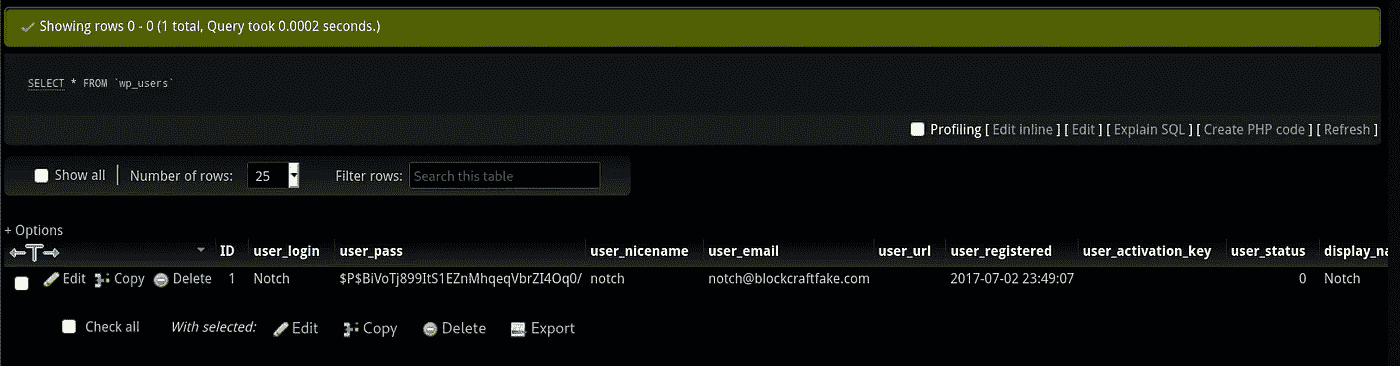 Showing rows 0 - 0 (1 total, Query took 0.0002 seconds.)
SELECT * FROM `wp_users`
Profiling [ Edit inline ] [ Edit ] [ Explain SQL ] [ Create PHP code ] [ Refresh ]
Show all | Number of rows: 25 Filter rows: Search this table
+ Options
ID user_login user_pass user_nicename user_email user_url user_registered user_activation_key user_status display_na
Edit Copy Delete 1 Notch $P$BiVoTj899ItS1EZnMhqeqVbrZI4Oq0/ notch notch@blockcraftfake.com 2017-07-02 23:49:07 0 Notch
Check all With selected: Edit Copy Delete Export